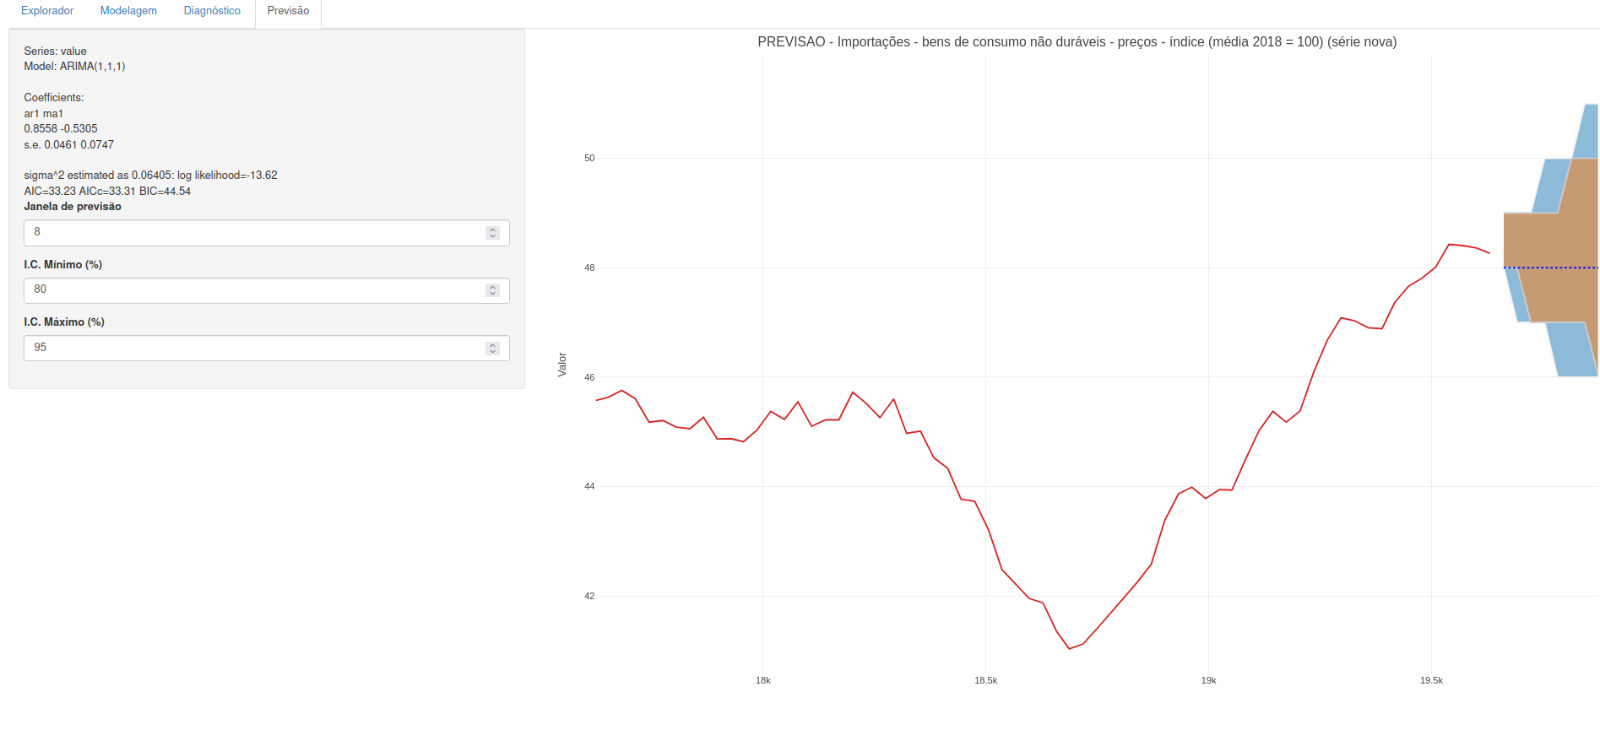 Explorador
Modelagem
Diagnóstico
Previsão
Series: value
Model: ARIMA(1,1,1)
Coefficients:
ar1 ma1
0.8558 -0.5305
s.e. 0.0461 0.0747
sigma^2 estimated as 0.06405: log likelihood=-13.62
AIC=33.23 AICc=33.31 BIC=44.54
Janela de previsão
8
I.C. Mínimo (%)
80
I.C. Máximo (%)
95
PREVISAO - Importações - bens de consumo não duráveis - preços - índice (média 2018 = 100) (série nova)
Valor
50
48
46
44
42
18k
18.5k
19k
19.5k